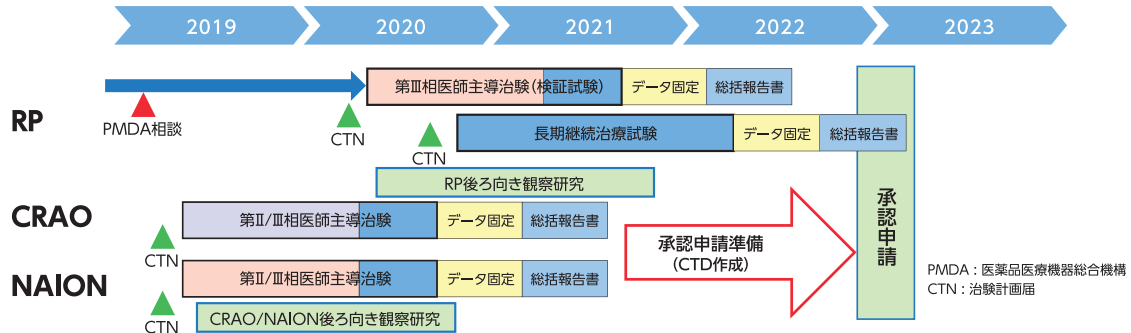 2019 2020 2021 2022 2023
RP
第Ⅲ相医師主導治験(検証試験) データ固定 総括報告書
PMDA相談
CTN
長期継続治療試験 データ固定 総括報告書
CTN
RP後ろ向き観察研究
CRAO
第Ⅱ/Ⅲ相医師主導治験 データ固定 総括報告書
CTN
NAION
第Ⅱ/Ⅲ相医師主導治験 データ固定 総括報告書
CTN
CRAO/NAION後ろ向き観察研究
承認申請準備
(CTD作成)
承認申請
PMDA：医薬品医療機器総合機構
CTN：治験計画届